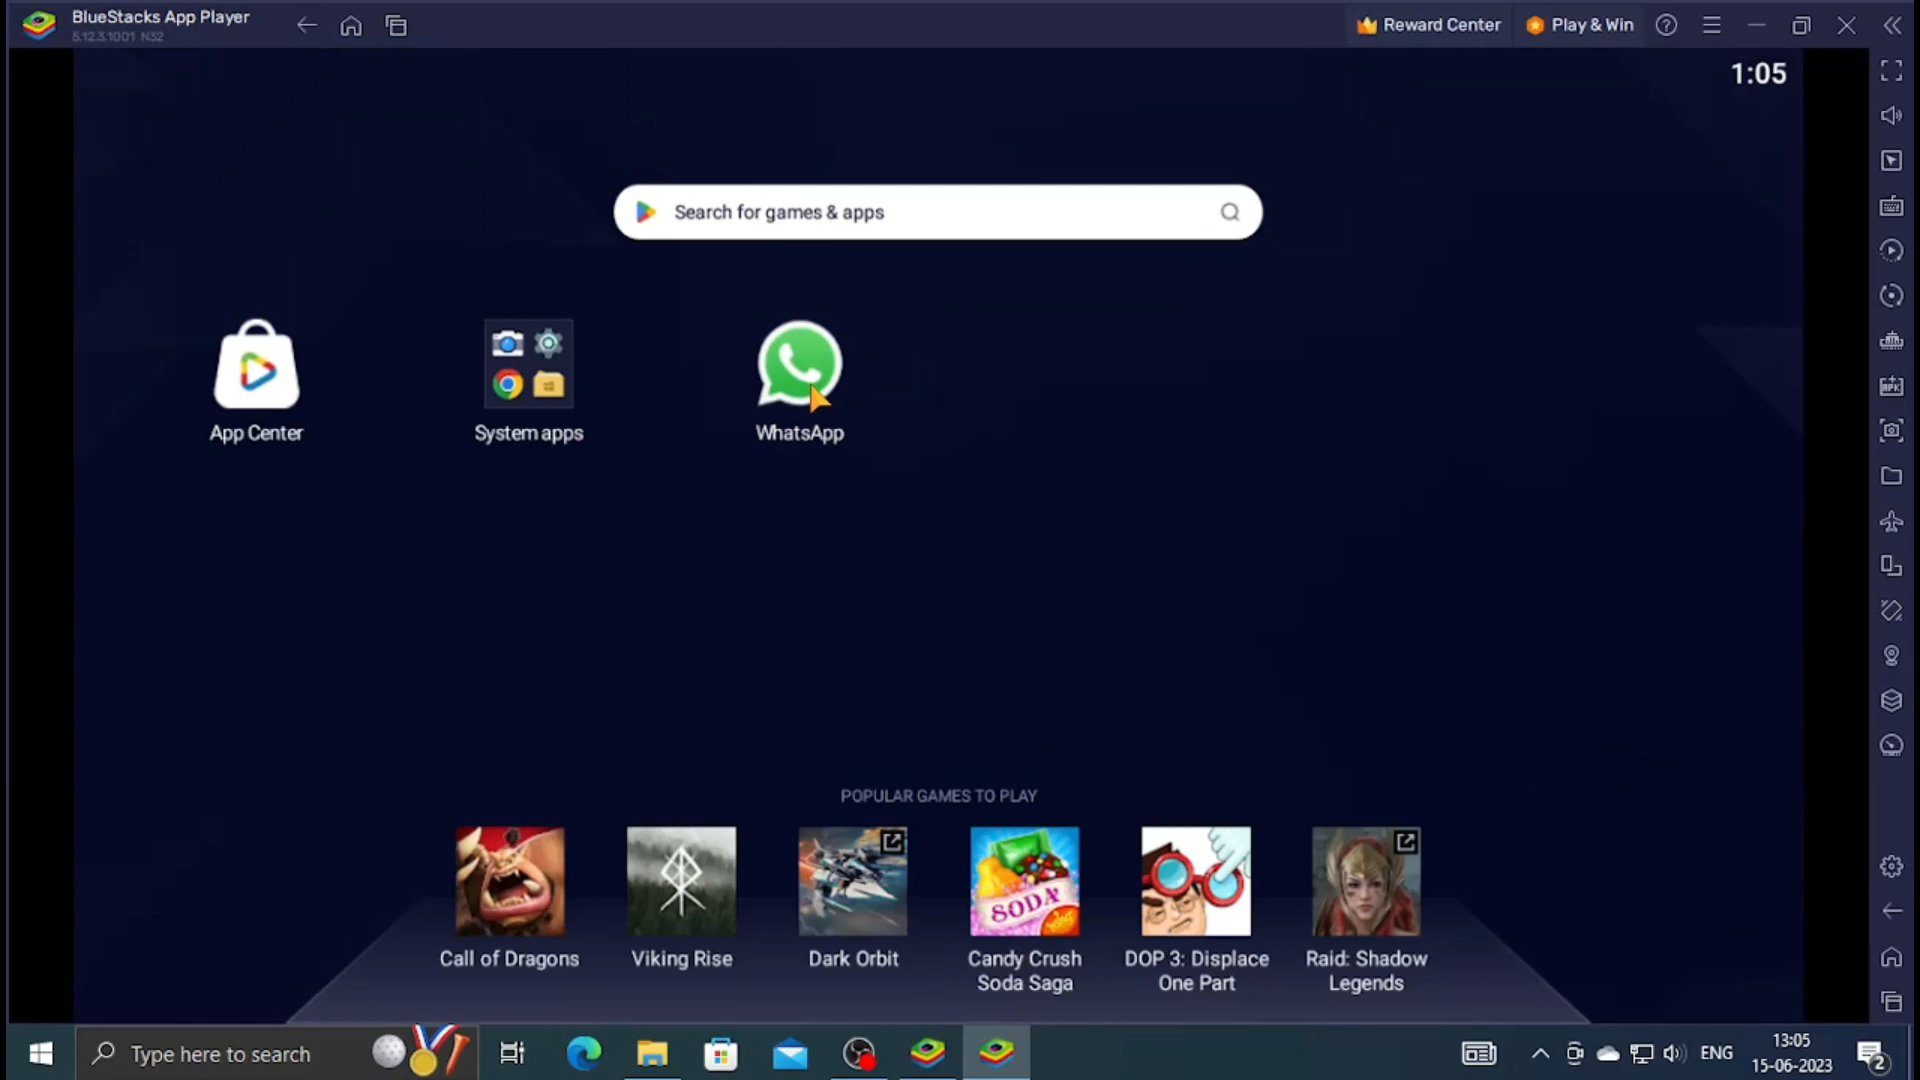 BlueStacks App Player
5.12.3.1001 N32
Reward Center
Play & Win
1:05
Search for games & apps
App Center
System apps
WhatsApp
POPULAR GAMES TO PLAY
SODA
Call of Dragons
Viking Rise
Dark Orbit
Candy Crush
Soda Saga
DOP 3: Displace
One Part
Raid: Shadow
Legends
Type here to search
ENG
13:05
15-06-2023
2